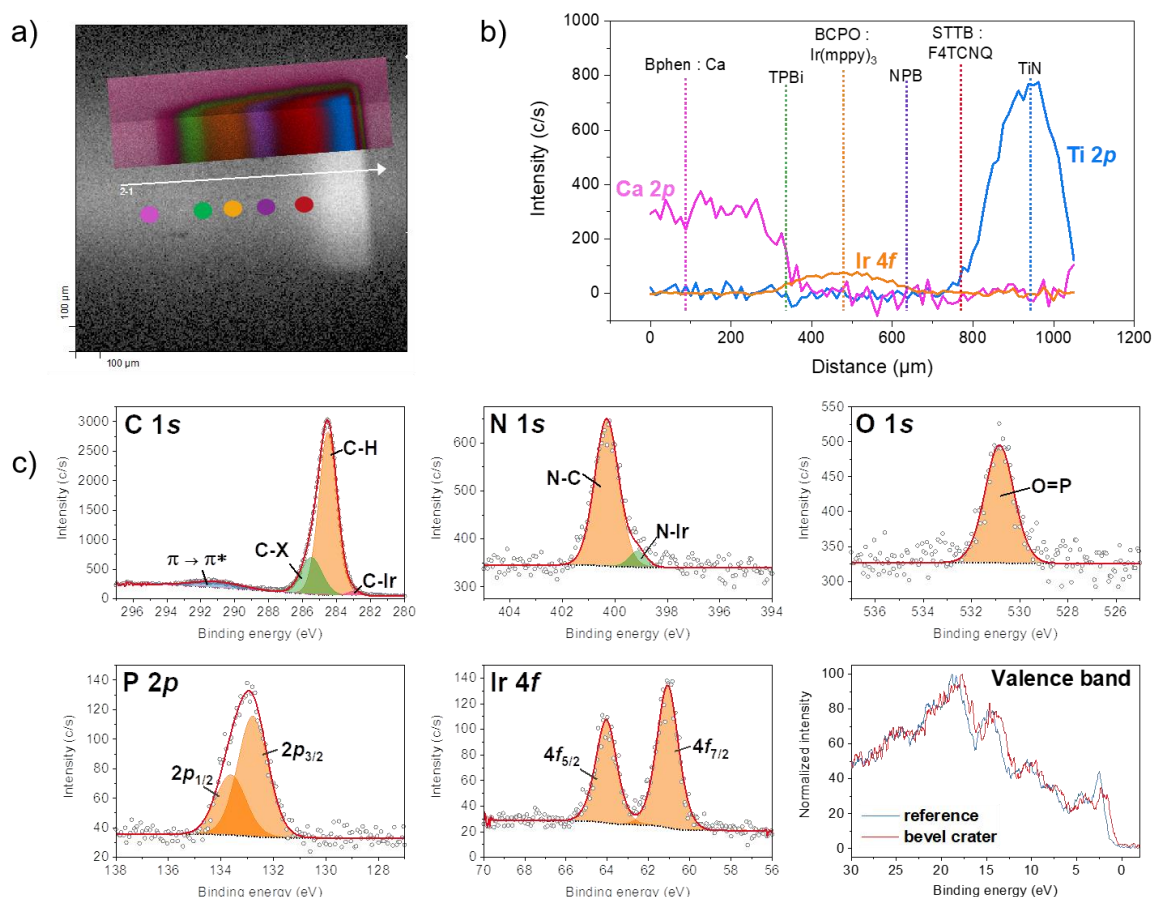 a)
2-1
100 µm
100 µm
b)
1000
800
600
400
200
0
Intensity (c/s)
Bphen : Ca
TPBi
BCPO :
Ir(mppy)₃
NPB
STTB :
F4TCNQ
TiN
Ca 2p
Ir 4f
Ti 2p
0 200 400 600 800 1000 1200
Distance (µm)
c)
C 1s
3000
2500
2000
1500
1000
500
0
Intensity (c/s)
C-H
C-X
π → π*
C-Ir
296 294 292 290 288 286 284 282 280
Binding energy (eV)
N 1s
600
500
400
300
Intensity (c/s)
N-C
N-Ir
404 402 400 398 396 394
Binding energy (eV)
O 1s
550
500
450
400
350
300
Intensity (c/s)
O=P
536 534 532 530 528 526
Binding energy (eV)
P 2p
140
120
100
80
60
40
20
Intensity (c/s)
2p3/2
2p1/2
138 136 134 132 130 128
Binding energy (eV)
Ir 4f
140
120
100
80
60
40
20
0
Intensity (c/s)
4f5/2
4f7/2
70 68 66 64 62 60 58 56
Binding energy (eV)
Valence band
100
80
60
40
20
0
Normalized intensity
reference
bevel crater
30 25 20 15 10 5 0
Binding energy (eV)